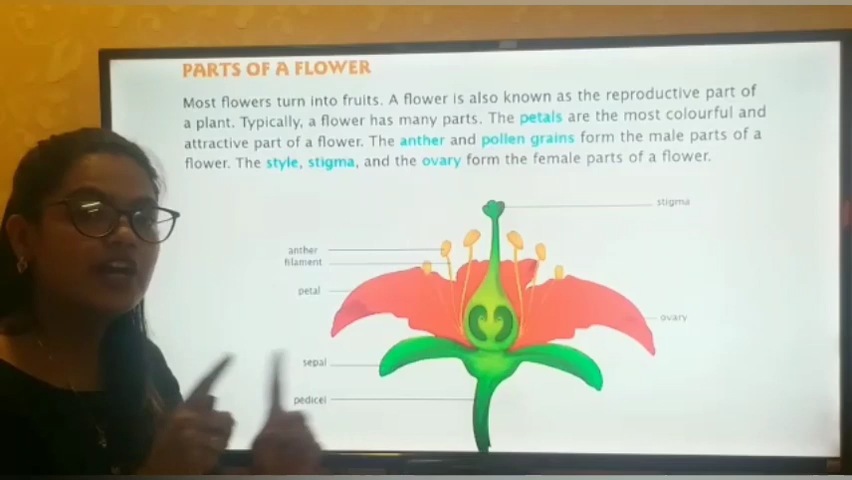 PARTS OF A FLOWER
Most flowers turn into fruits. A flower is also known as the reproductive part of
a plant. Typically, a flower has many parts. The petals are the most colourful and
attractive part of a flower. The anther and pollen grains form the male parts of a
flower. The style, stigma, and the ovary form the female parts of a flower.
stigma
anther
filament
petal
ovary
sepal
pedicel